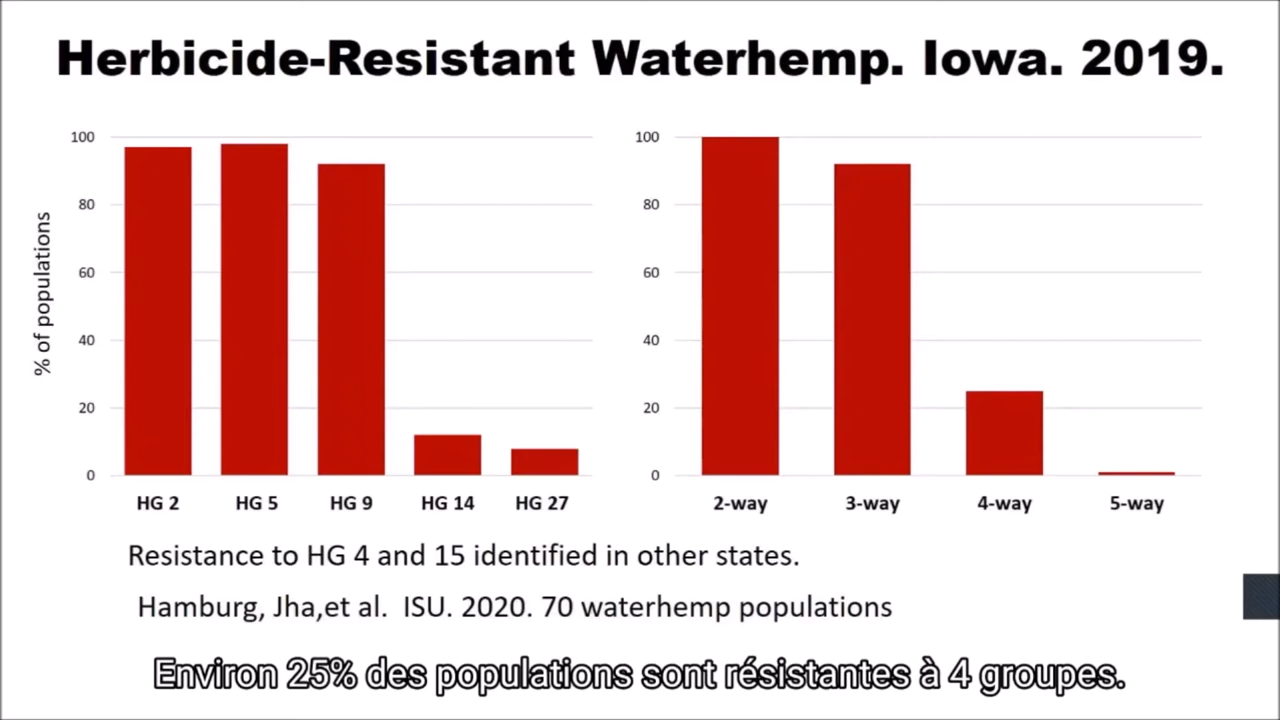 Herbicide-Resistant Waterhemp. Iowa. 2019.
% of populations
100
80
60
40
20
0
HG 2 HG 5 HG 9 HG 14 HG 27
100
80
60
40
20
0
2-way 3-way 4-way 5-way
Resistance to HG 4 and 15 identified in other states.
Hamburg, Jha,et al. ISU. 2020. 70 waterhemp populations
Environ 25% des populations sont résistantes à 4 groupes.